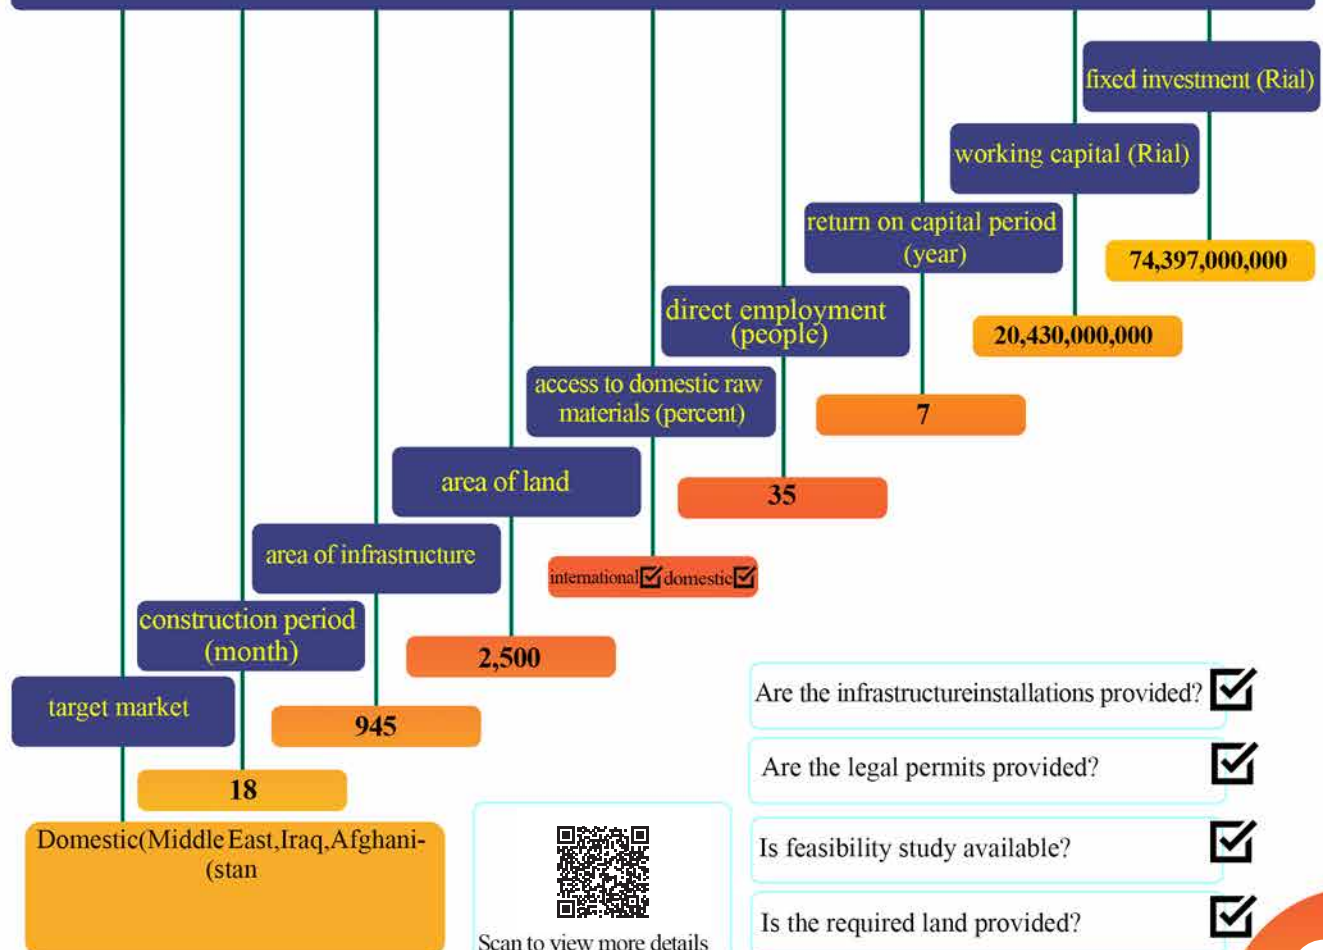 fixed investment (Rial)
74,397,000,000
working capital (Rial)
20,430,000,000
return on capital period
(year)
7
direct employment
(people)
35
access to domestic raw
materials (percent)
international☑ domestic☑
area of land
2,500
area of infrastructure
945
construction period
(month)
18
target market
Domestic(Middle East,Iraq,Afghani-
(stan
Scan to view more details
Are the infrastructureinstallations provided? ☑
Are the legal permits provided? ☑
Is feasibility study available? ☑
Is the required land provided? ☑